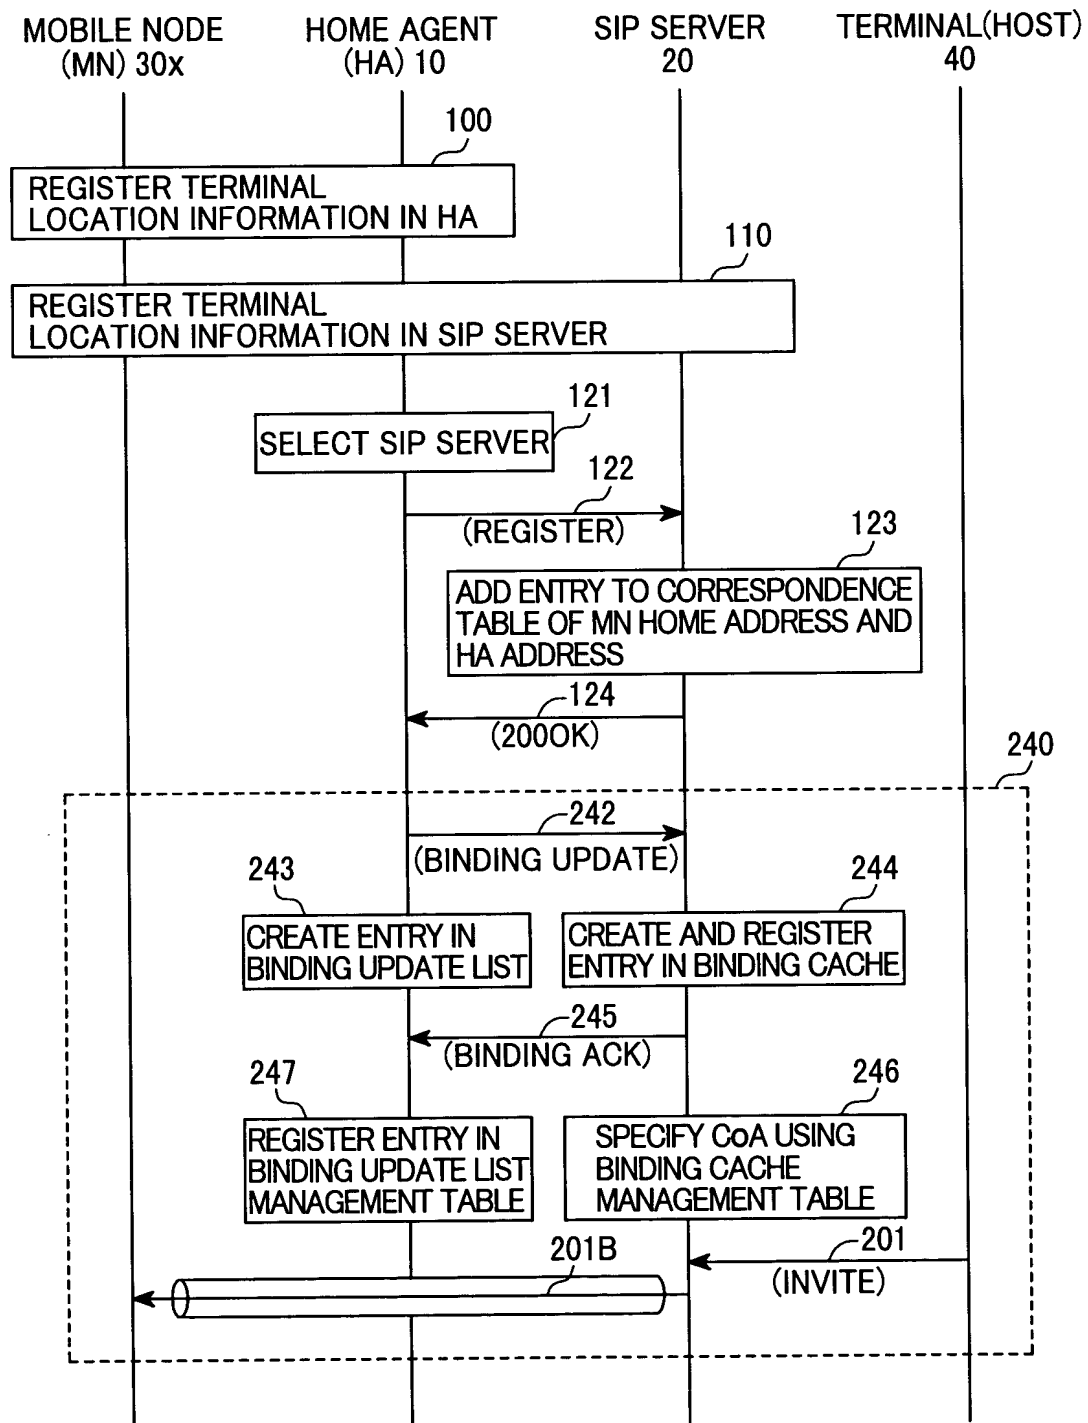 MOBILE NODE
(MN) 30x
HOME AGENT
(HA) 10
SIP SERVER
20
TERMINAL(HOST)
40
100
REGISTER TERMINAL
LOCATION INFORMATION IN HA
110
REGISTER TERMINAL
LOCATION INFORMATION IN SIP SERVER
121
SELECT SIP SERVER
122
(REGISTER)
123
ADD ENTRY TO CORRESPONDENCE
TABLE OF MN HOME ADDRESS AND
HA ADDRESS
124
(200OK)
240
242
(BINDING UPDATE)
243
CREATE ENTRY IN
BINDING UPDATE LIST
244
CREATE AND REGISTER
ENTRY IN BINDING CACHE
245
(BINDING ACK)
247
REGISTER ENTRY IN
BINDING UPDATE LIST
MANAGEMENT TABLE
246
SPECIFY CoA USING
BINDING CACHE
MANAGEMENT TABLE
201
(INVITE)
201B